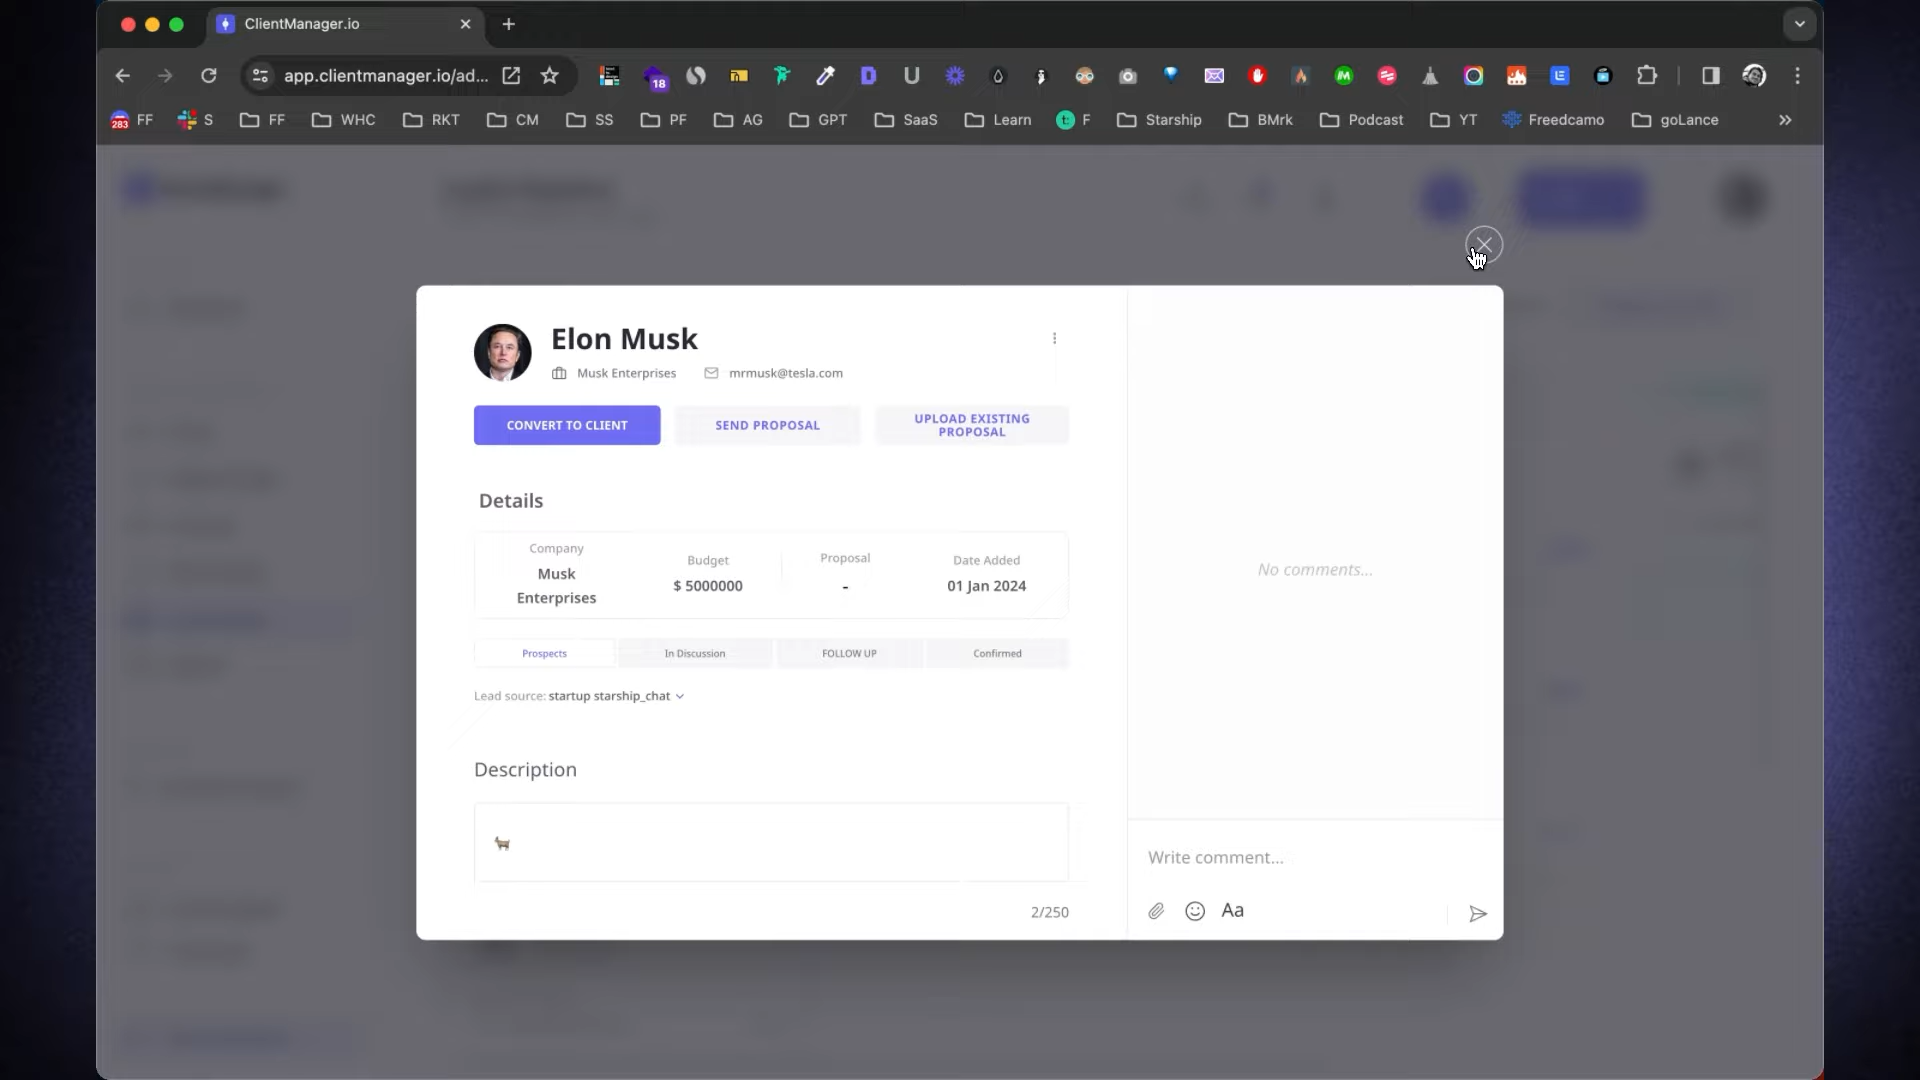 ClientManager.io
app.clientmanager.io/ad...
18
283 FF
S
FF
WHC
RKT
CM
SS
PF
AG
GPT
SaaS
Learn
F
Starship
BMrk
Podcast
YT
Freedcamo
goLance
Elon Musk
Musk Enterprises
mrmusk@tesla.com
CONVERT TO CLIENT
SEND PROPOSAL
UPLOAD EXISTING
PROPOSAL
Details
Company
Musk
Enterprises
Budget
$ 5000000
Proposal
-
Date Added
01 Jan 2024
Prospects
In Discussion
FOLLOW UP
Confirmed
Lead source: startup starship_chat
Description
2/250
No comments...
Write comment...
Aa